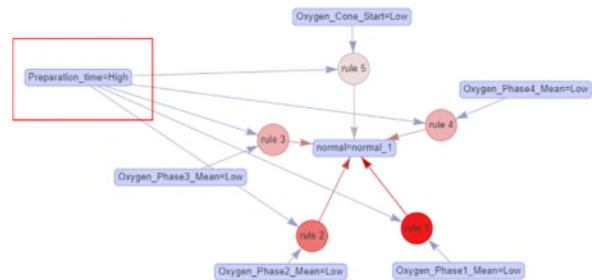 Oxygen_Cone_Start=Low
Preparation_time=High
rule 5
Oxygen_Phase4_Mean=Low
rule 4
rule 3
normal=normal_1
Oxygen_Phase3_Mean=Low
rule 2
rule 1
Oxygen_Phase2_Mean=Low
Oxygen_Phase1_Mean=Low